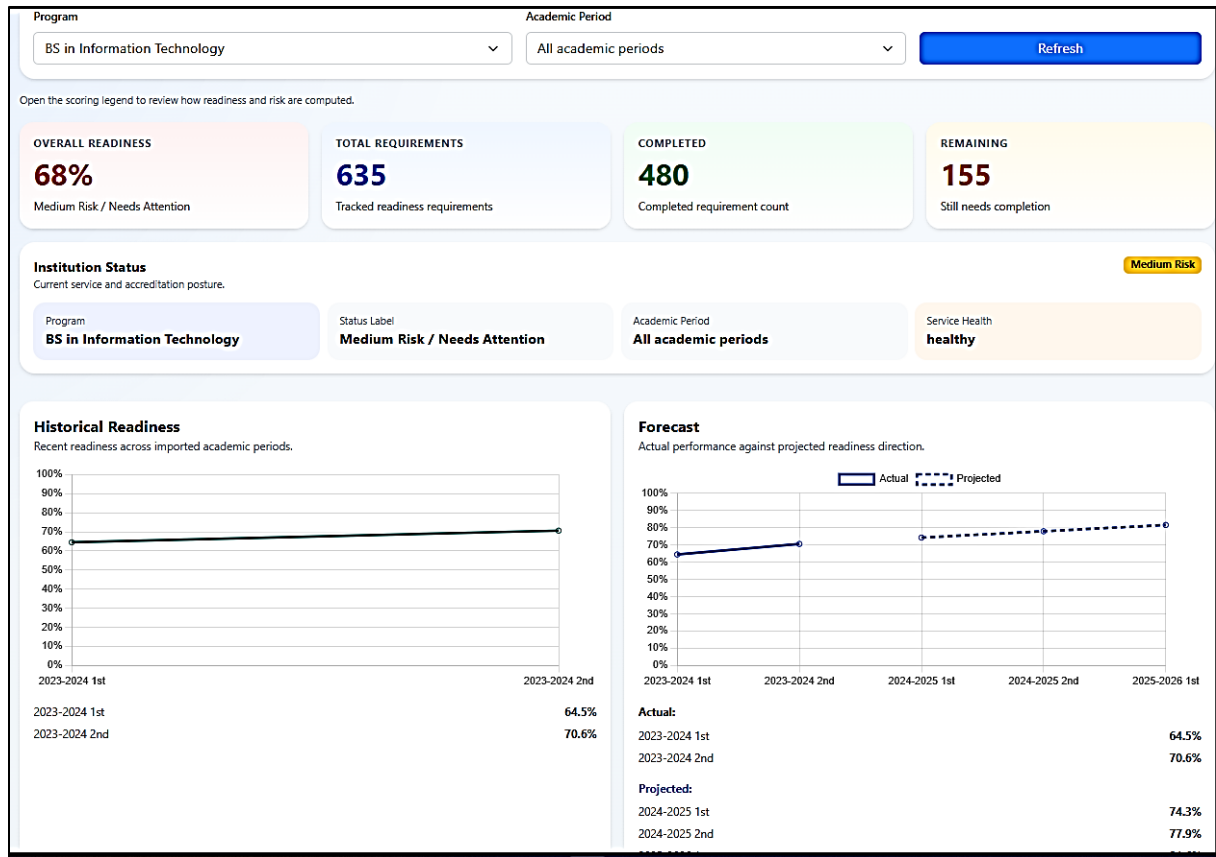 Program
Academic Period
BS in Information Technology
All academic periods
Refresh
Open the scoring legend to review how readiness and risk are computed.
OVERALL READINESS
68%
Medium Risk / Needs Attention
TOTAL REQUIREMENTS
635
Tracked readiness requirements
COMPLETED
480
Completed requirement count
REMAINING
155
Still needs completion
Institution Status
Medium Risk
Current service and accreditation posture.
Program
BS in Information Technology
Status Label
Medium Risk / Needs Attention
Academic Period
All academic periods
Service Health
healthy
Historical Readiness
Recent readiness across imported academic periods.
100%
90%
80%
70%
60%
50%
40%
30%
20%
10%
0%
2023-2024 1st
2023-2024 2nd
2023-2024 1st 64.5%
2023-2024 2nd 70.6%
Forecast
Actual performance against projected readiness direction.
Actual
Projected
100%
90%
80%
70%
60%
50%
40%
30%
20%
10%
0%
2023-2024 1st
2023-2024 2nd
2024-2025 1st
2024-2025 2nd
2025-2026 1st
Actual:
2023-2024 1st 64.5%
2023-2024 2nd 70.6%
Projected:
2024-2025 1st 74.3%
2024-2025 2nd 77.9%